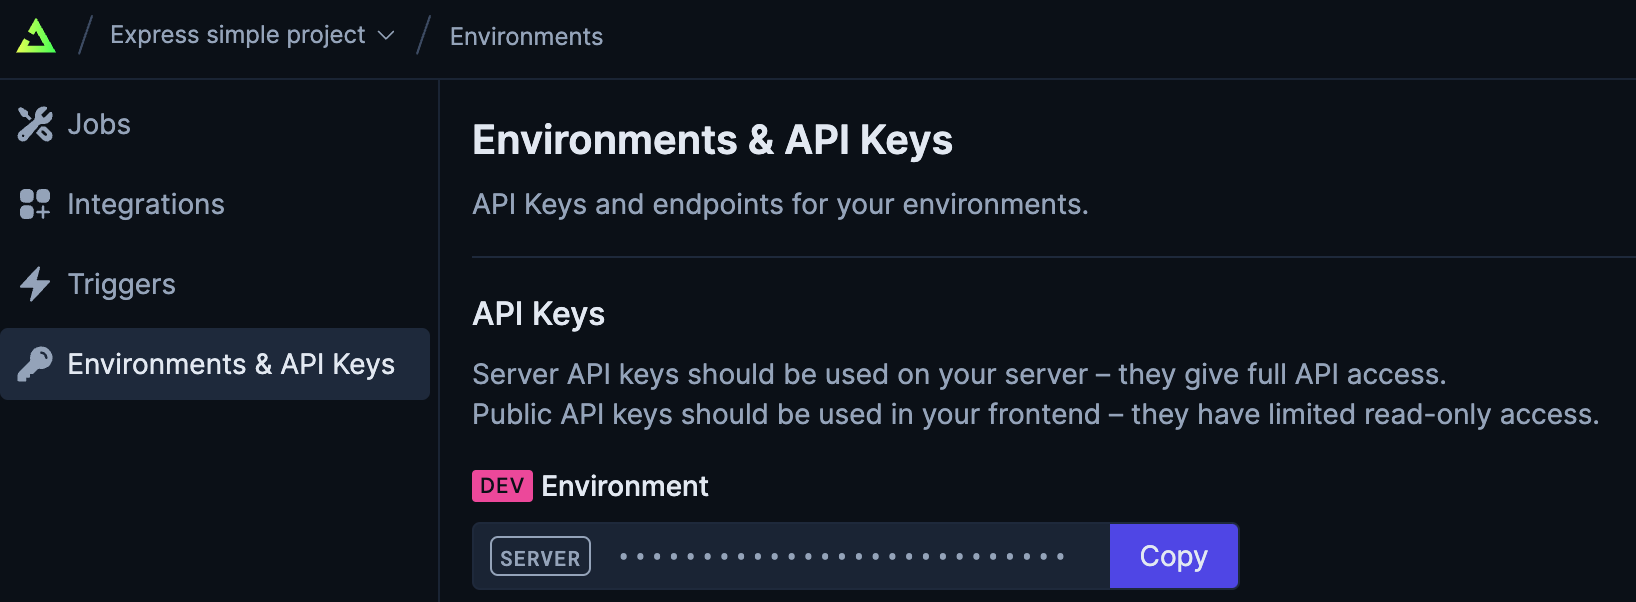 Express simple project
Environments
Jobs
Integrations
Triggers
Environments & API Keys
Environments & API Keys
API Keys and endpoints for your environments.
API Keys
Server API keys should be used on your server – they give full API access.
Public API keys should be used in your frontend – they have limited read-only access.
DEV Environment
SERVER •••••••••••••••••••••••••• Copy